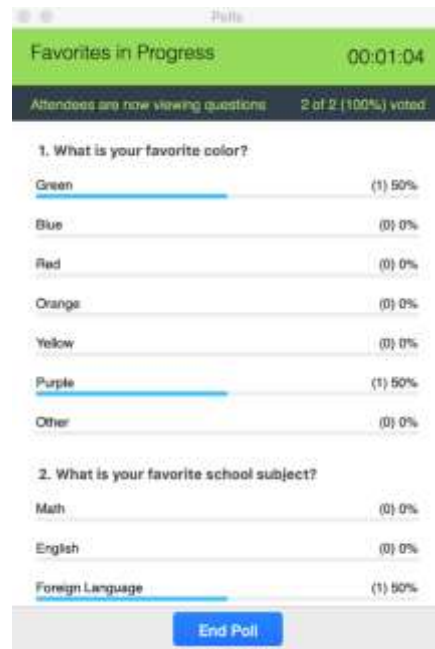 Polls
Favorites in Progress 00:01:04
Attendees are now viewing questions 2 of 2 (100%) voted
1. What is your favorite color?
Green (1) 50%
Blue (0) 0%
Red (0) 0%
Orange (0) 0%
Yellow (0) 0%
Purple (1) 50%
Other (0) 0%
2. What is your favorite school subject?
Math (0) 0%
English (0) 0%
Foreign Language (1) 50%
End Poll